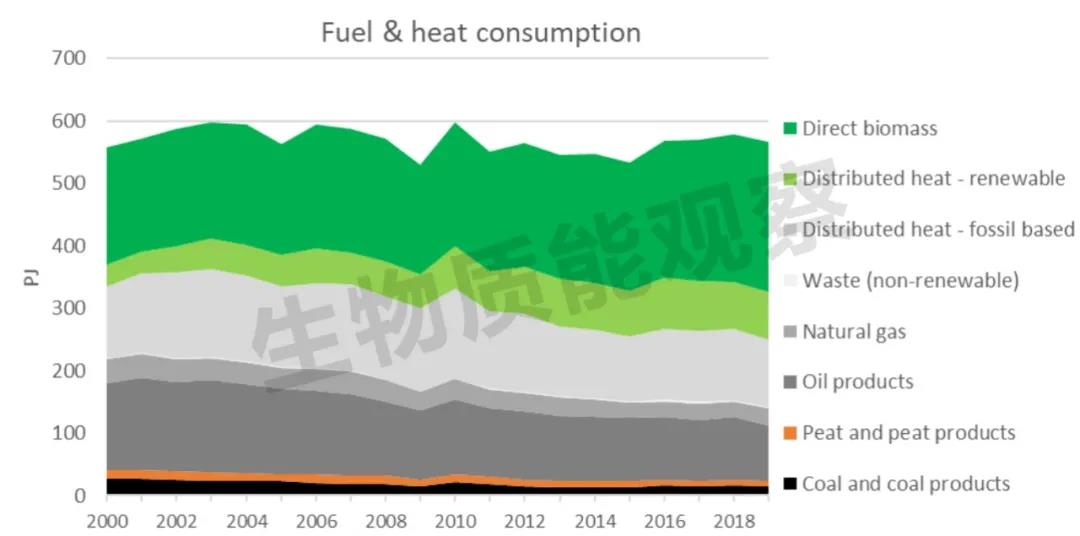 Fuel & heat consumption
700
600
500
400
300
200
100
0
PJ
2000 2002 2004 2006 2008 2010 2012 2014 2016 2018
Direct biomass
Distributed heat - renewable
Distributed heat - fossil based
Waste (non-renewable)
Natural gas
Oil products
Peat and peat products
Coal and coal products
生物质能观察